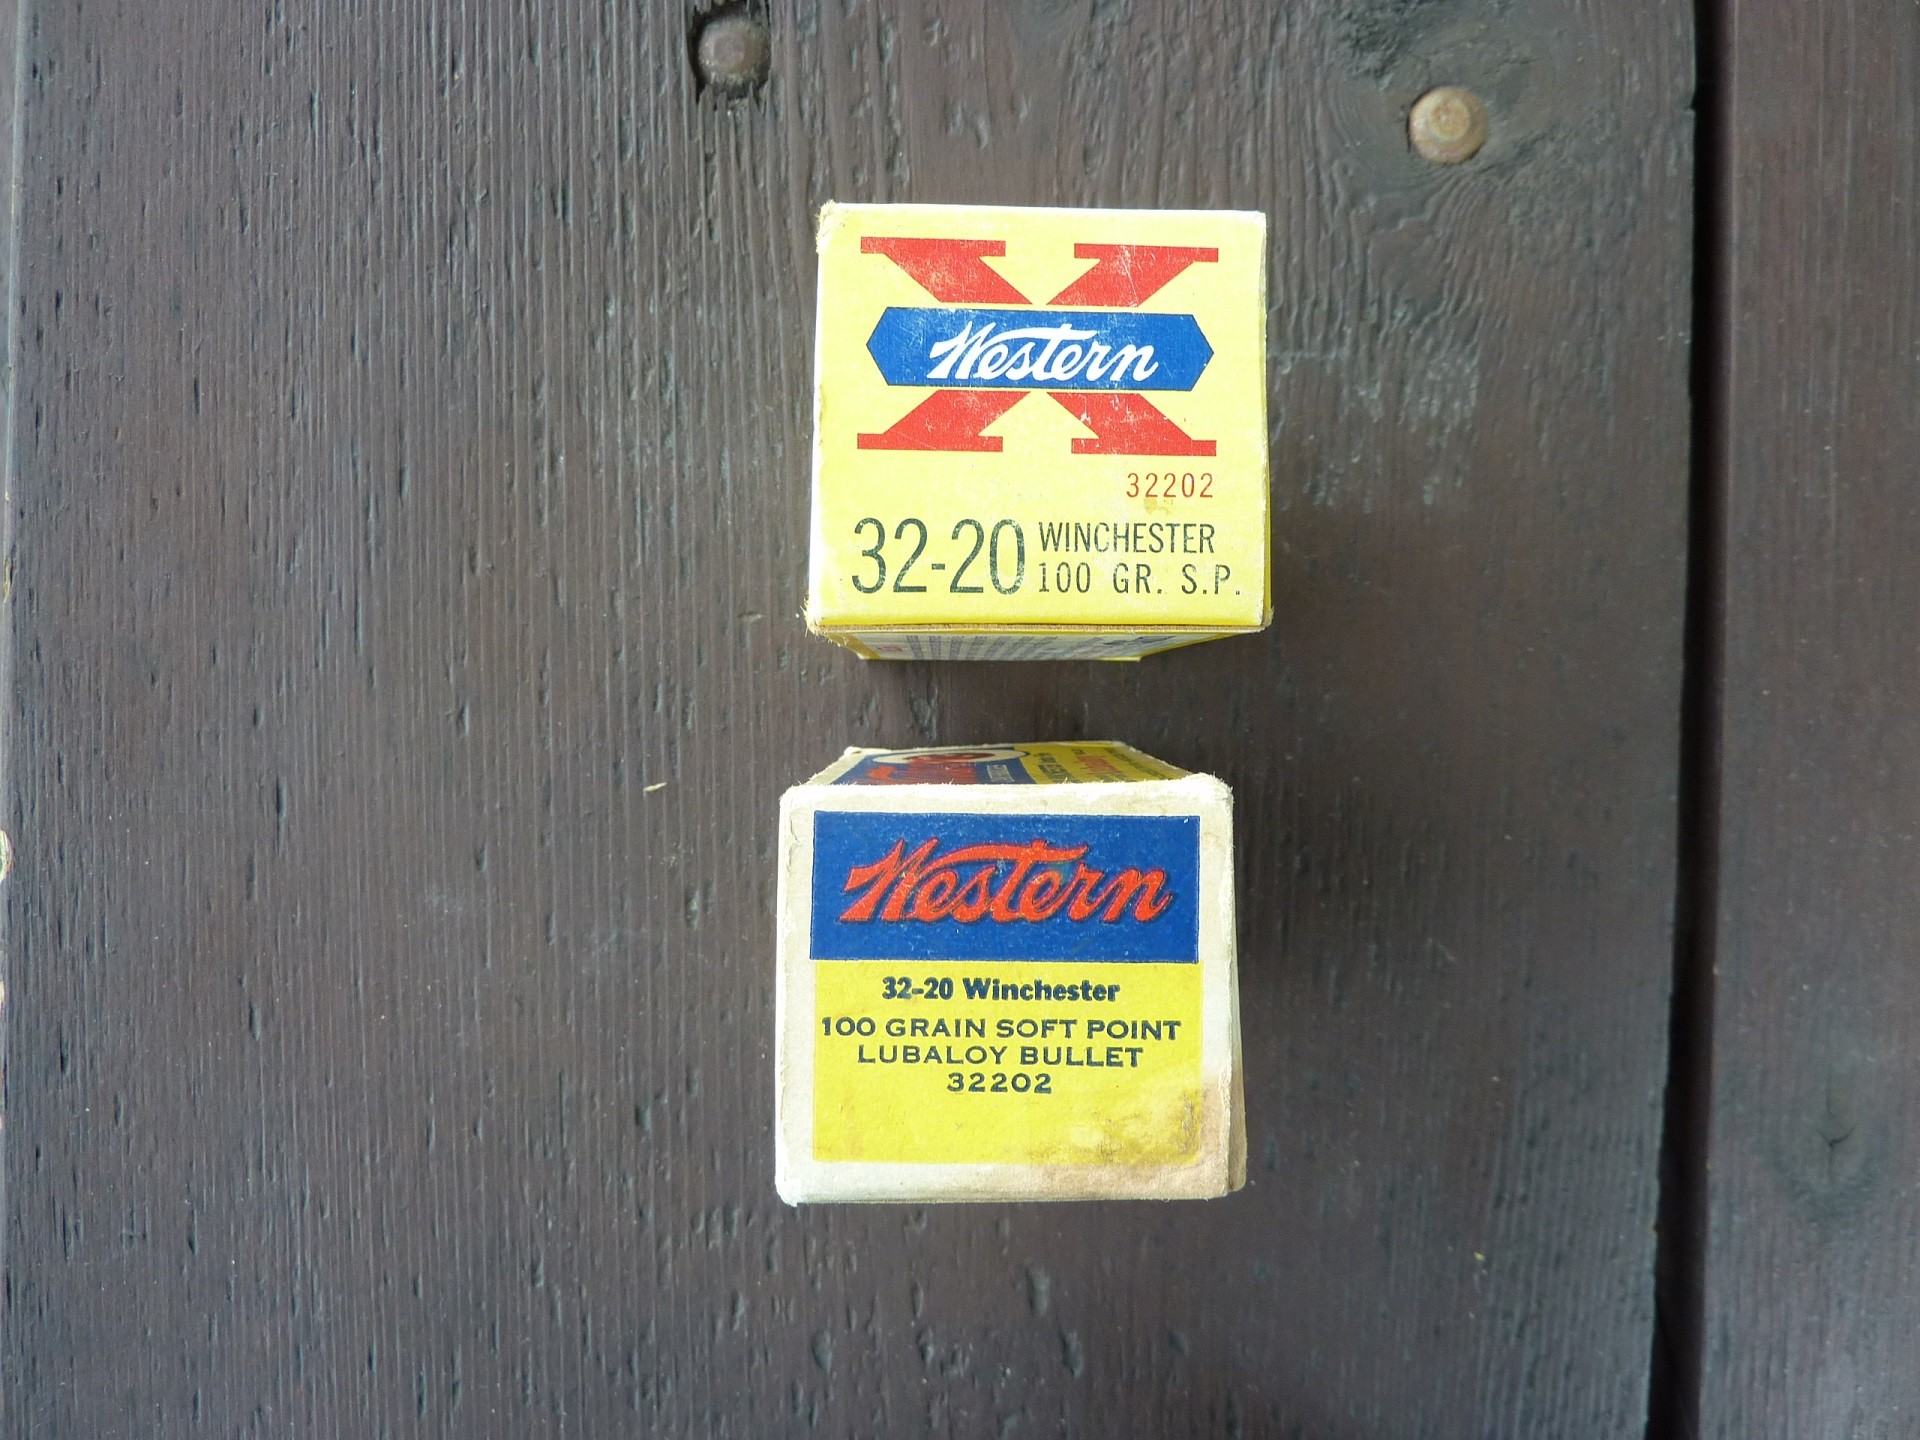 X
Western
32202
32-20 WINCHESTER
100 GR. S.P.
Western
32-20 Winchester
100 GRAIN SOFT POINT
LUBALOY BULLET
32202